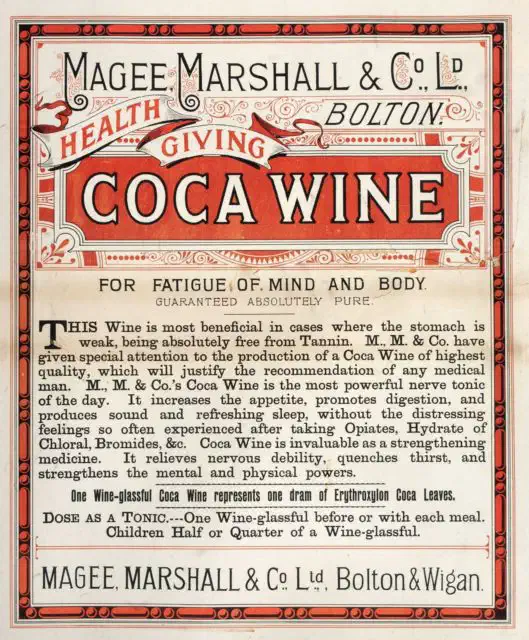 MAGEE MARSHALL & Co., LD.,
BOLTON.
HEALTH
GIVING
COCA WINE
FOR FATIGUE OF MIND AND BODY.
GUARANTEED ABSOLUTELY PURE.
THIS Wine is most beneficial in cases where the stomach is
weak, being absolutely free from Tannin. M., M. & Co. have
given special attention to the production of a Coca Wine of highest
quality, which will justify the recommendation of any medical
man. M., M. & Co.'s Coca Wine is the most powerful nerve tonic
of the day. It increases the appetite, promotes digestion, and
produces sound and refreshing sleep, without the distressing
feelings so often experienced after taking Opiates, Hydrate of
Chloral, Bromides, &c. Coca Wine is invaluable as a strengthening
medicine. It relieves nervous debility, quenches thirst, and
strengthens the mental and physical powers.
One Wine-glassful Coca Wine represents one dram of Erythroxylon Coca Leaves.
DOSE AS A TONIC.---One Wine-glassful before or with each meal.
Children Half or Quarter of a Wine-glassful.
MAGEE, MARSHALL & Co. Ltd., Bolton & Wigan.